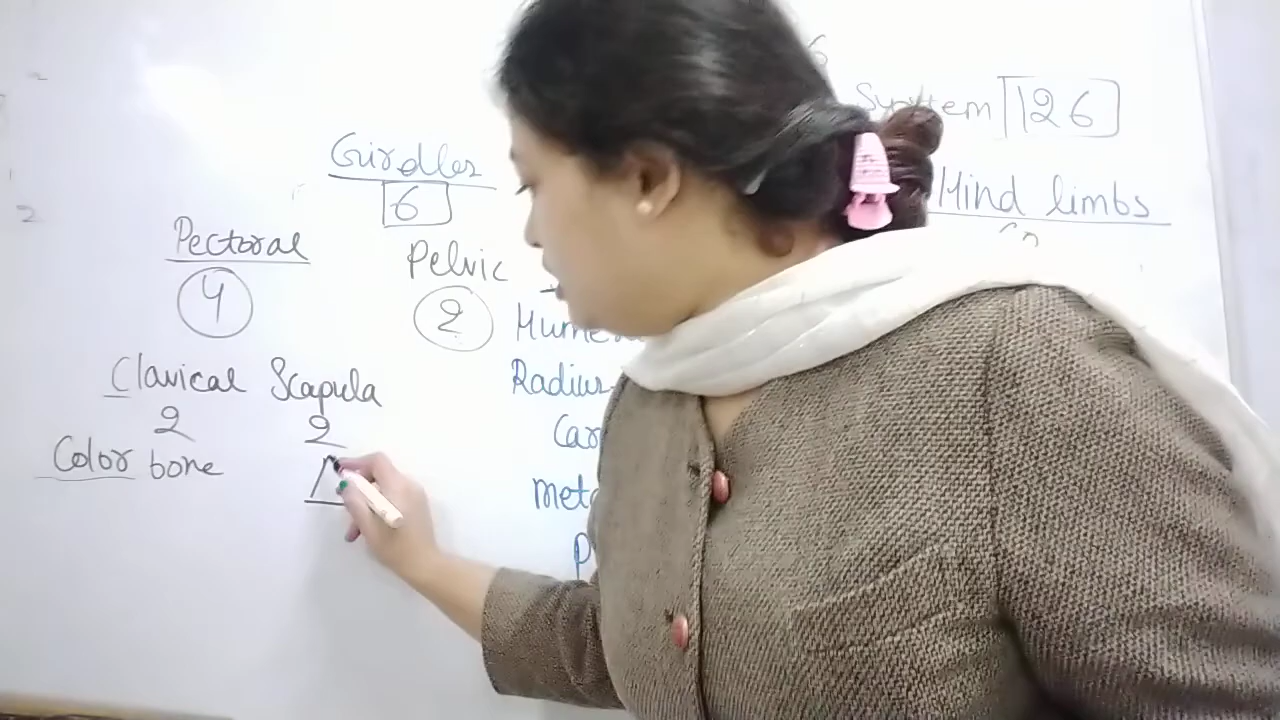 System 126
Girdles
6
Hind limbs
Pectoral
4
Pelvic
2
Clavical Scapula
2 2
Color bone
Hume
Radius
Car
meta
P